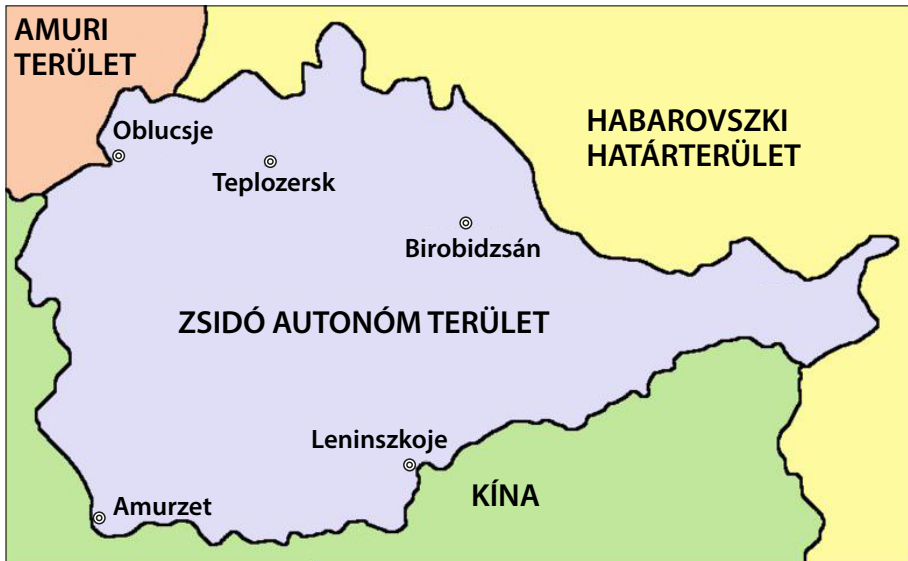 AMURI
TERÜLET
Oblucsje
Teplozersk
HABAROVSZKI
HATÁRTERÜLET
Birobidzsán
ZSIDÓ AUTONÓM TERÜLET
Leninszkoje
Amurzet
KÍNA